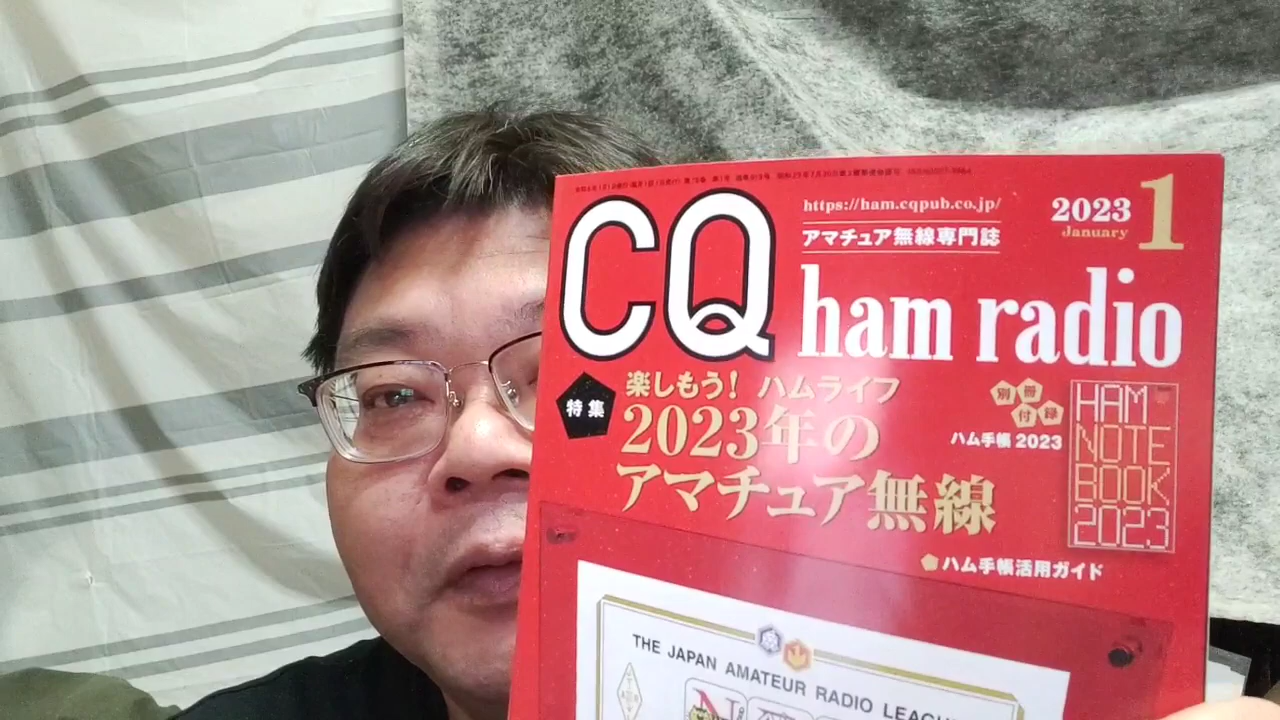 https://ham.cqpub.co.jp/
アマチュア無線専門誌
2023 1
January
CQ ham radio
特集
楽しもう! ハムライフ
2023年の
アマチュア無線
別冊
付録
ハム手帳 2023
HAM
NOTE
BOOK
2023
ハム手帳活用ガイド
THE JAPAN AMATEUR RADIO LEAGU